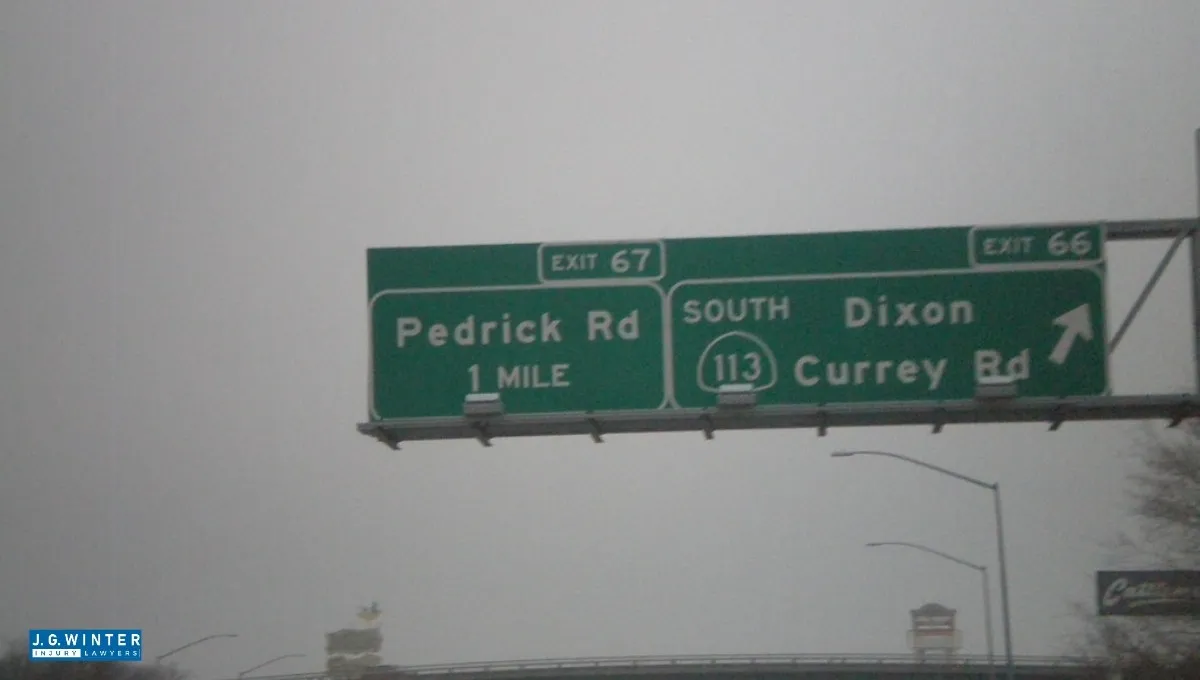 EXIT 67
Pedrick Rd
1 MILE
EXIT 66
SOUTH Dixon
113 Currey Rd
J.G.WINTER
INJURY LAWYERS